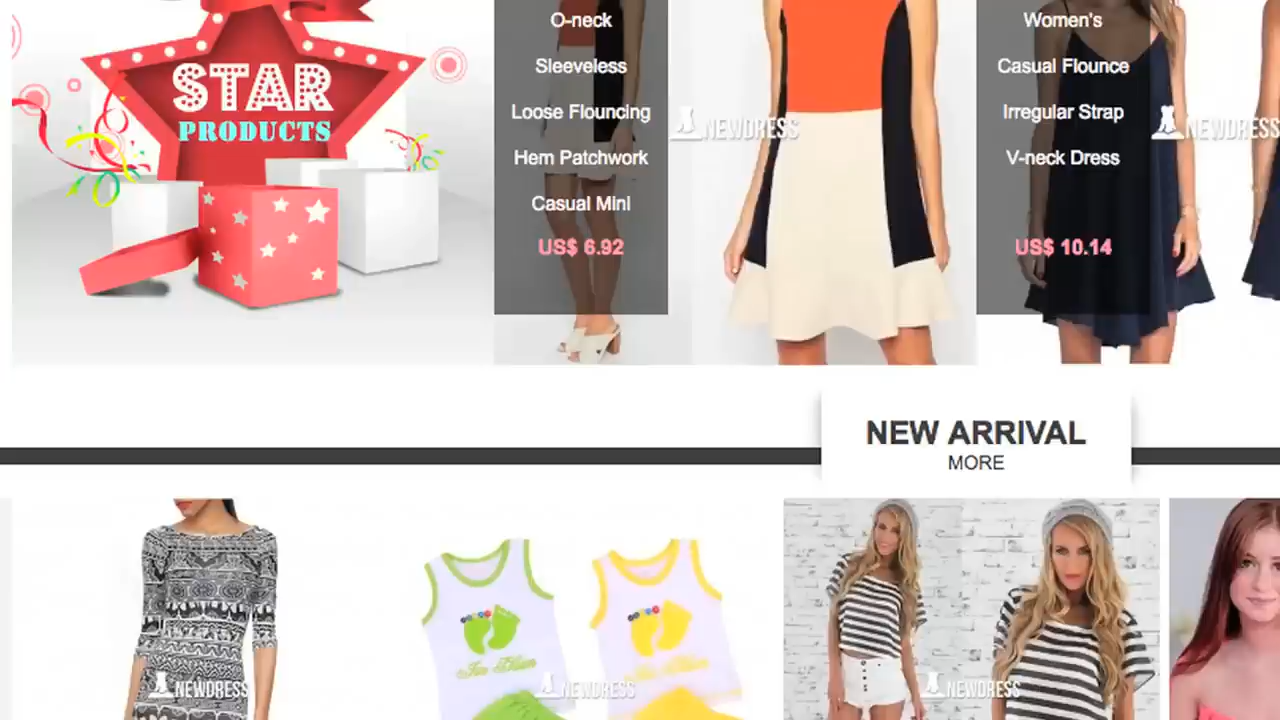 STAR
PRODUCTS
O-neck
Sleeveless
Loose Flouncing
Hem Patchwork
Casual Mini
US$ 6.92
NEWDRESS
Women's
Casual Flounce
Irregular Strap
V-neck Dress
US$ 10.14
NEWDRESS
NEW ARRIVAL
MORE
NEWDRESS
NEWDRESS
NEWDRESS